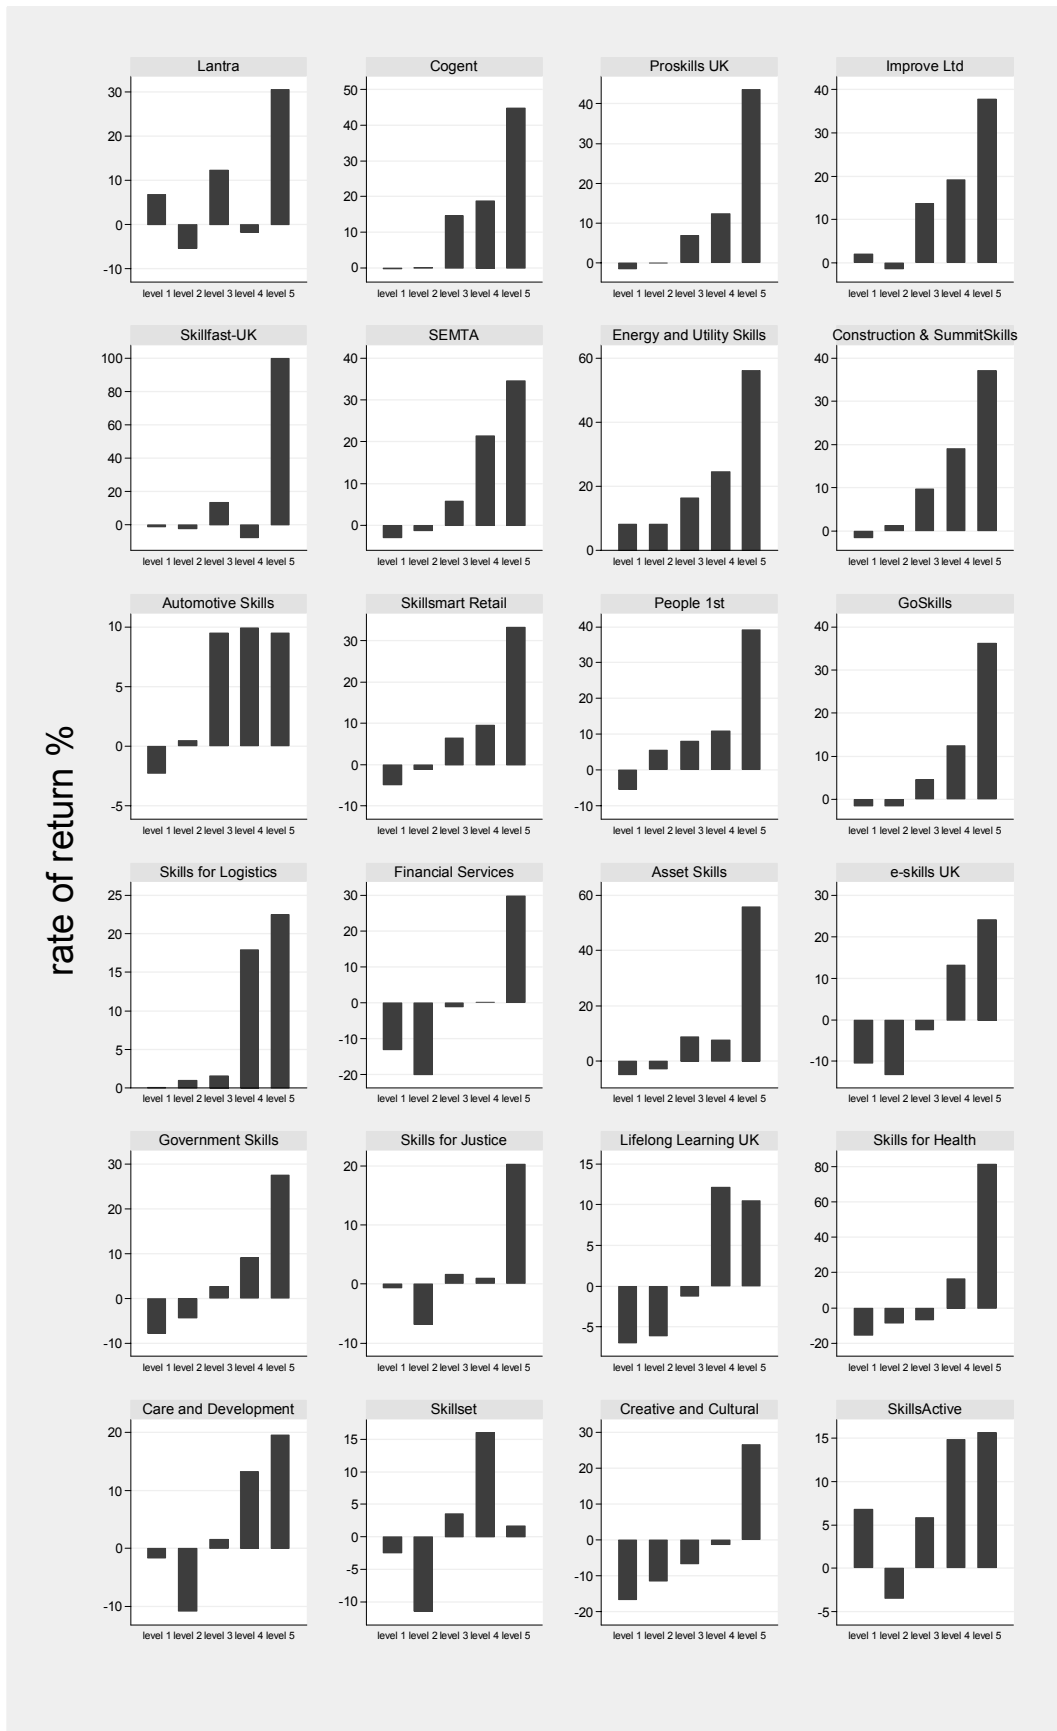 rate of return %
Lantra
30
20
10
0
-10
level 1 level 2 level 3 level 4 level 5
Cogent
50
40
30
20
10
0
level 1 level 2 level 3 level 4 level 5
Proskills UK
40
30
20
10
0
level 1 level 2 level 3 level 4 level 5
Improve Ltd
40
30
20
10
0
level 1 level 2 level 3 level 4 level 5
Skillfast-UK
100
80
60
40
20
0
level 1 level 2 level 3 level 4 level 5
SEMTA
40
30
20
10
0
level 1 level 2 level 3 level 4 level 5
Energy and Utility Skills
60
40
20
0
level 1 level 2 level 3 level 4 level 5
Construction & SummitSkills
40
30
20
10
0
level 1 level 2 level 3 level 4 level 5
Automotive Skills
10
5
0
-5
level 1 level 2 level 3 level 4 level 5
Skillsmart Retail
30
20
10
0
-10
level 1 level 2 level 3 level 4 level 5
People 1st
40
30
20
10
0
-10
level 1 level 2 level 3 level 4 level 5
GoSkills
40
30
20
10
0
level 1 level 2 level 3 level 4 level 5
Skills for Logistics
25
20
15
10
5
0
level 1 level 2 level 3 level 4 level 5
Financial Services
30
20
10
0
-10
-20
level 1 level 2 level 3 level 4 level 5
Asset Skills
60
40
20
0
level 1 level 2 level 3 level 4 level 5
e-skills UK
30
20
10
0
-10
level 1 level 2 level 3 level 4 level 5
Government Skills
30
20
10
0
-10
level 1 level 2 level 3 level 4 level 5
Skills for Justice
20
10
0
-10
level 1 level 2 level 3 level 4 level 5
Lifelong Learning UK
15
10
5
0
-5
level 1 level 2 level 3 level 4 level 5
Skills for Health
80
60
40
20
0
-20
level 1 level 2 level 3 level 4 level 5
Care and Development
20
10
0
-10
level 1 level 2 level 3 level 4 level 5
Skillset
15
10
5
0
-5
-10
level 1 level 2 level 3 level 4 level 5
Creative and Cultural
30
20
10
0
-10
-20
level 1 level 2 level 3 level 4 level 5
SkillsActive
15
10
5
0
-5
level 1 level 2 level 3 level 4 level 5